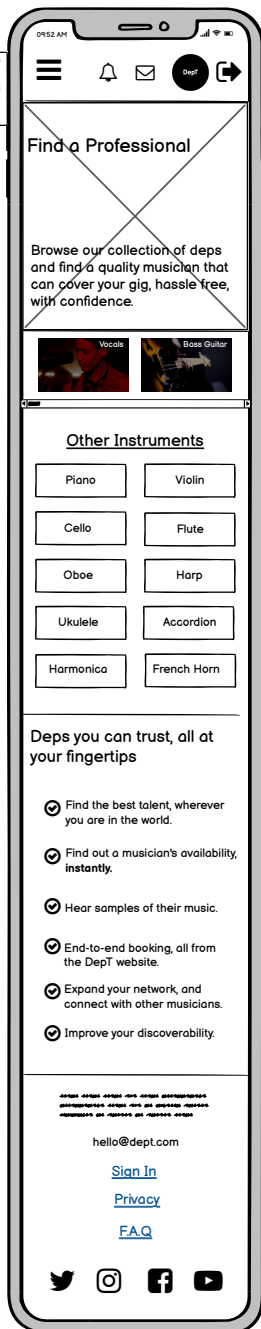 09:52 AM
DepT
Find a Professional
Browse our collection of deps
and find a quality musician that
can cover your gig, hassle free,
with confidence.
Vocals
Bass Guitar
Other Instruments
Piano
Violin
Cello
Flute
Oboe
Harp
Ukulele
Accordion
Harmonica
French Horn
Deps you can trust, all at
your fingertips
Find the best talent, wherever
you are in the world.
Find out a musician's availability,
instantly.
Hear samples of their music.
End-to-end booking, all from
the DepT website.
Expand your network, and
connect with other musicians.
Improve your discoverability.
hello@dept.com
Sign In
Privacy
F.A.Q